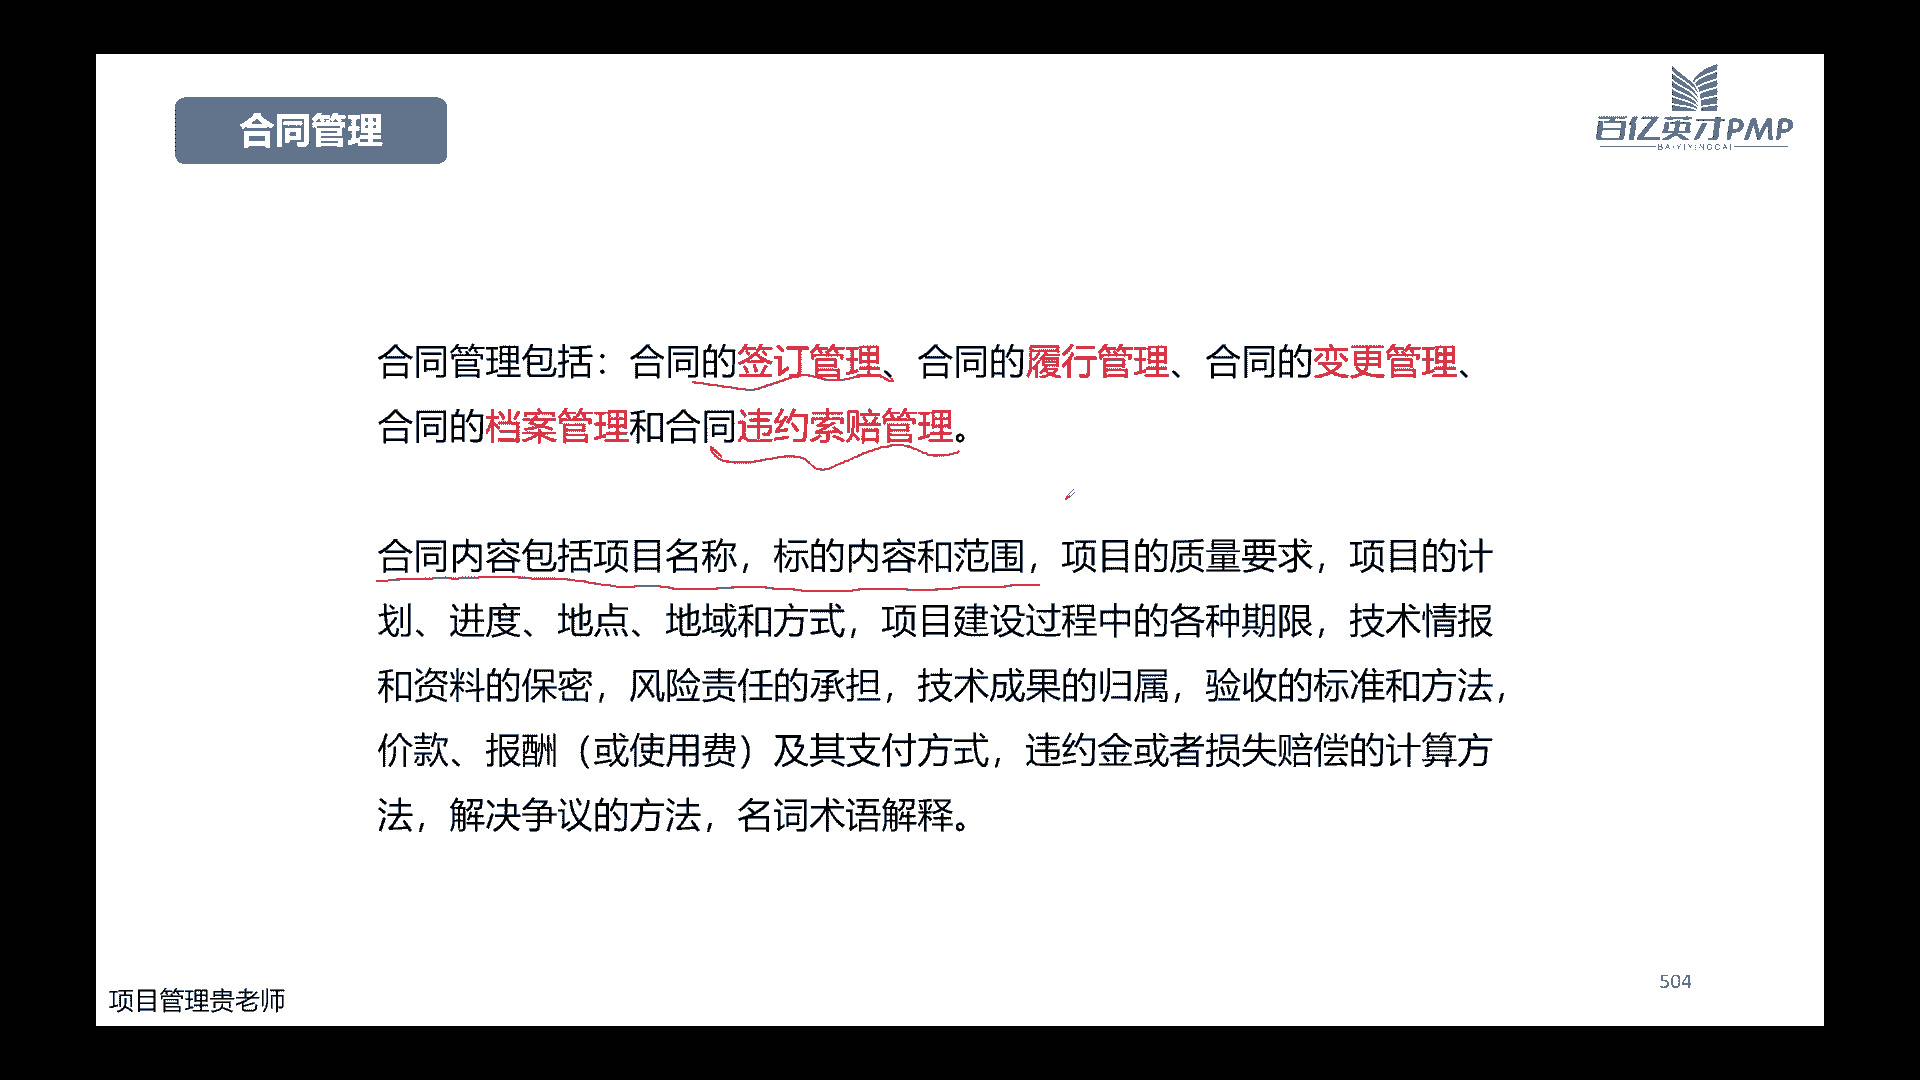 合同管理
百亿英才PMP
BAIYIYINGCAI
合同管理包括：合同的签订管理、合同的履行管理、合同的变更管理、
合同的档案管理和合同违约索赔管理。
合同内容包括项目名称，标的内容和范围，项目的质量要求，项目的计
划、进度、地点、地域和方式，项目建设过程中的各种期限，技术情报
和资料的保密，风险责任的承担，技术成果的归属，验收的标准和方法，
价款、报酬（或使用费）及其支付方式，违约金或者损失赔偿的计算方
法，解决争议的方法，名词术语解释。
504
项目管理贵老师